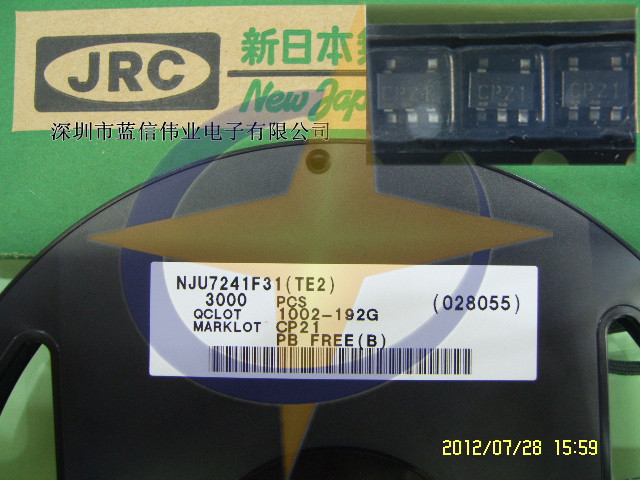 JRC
新日本
New Japa
深圳市蓝信伟业电子有限公司
CP21
CP21
CP21
NJU7241F31(TE2)
3000 PCS
(028055)
QCLOT 1002-192G
MARKLOT CP21
PB FREE(B)
2012/07/28 15:59